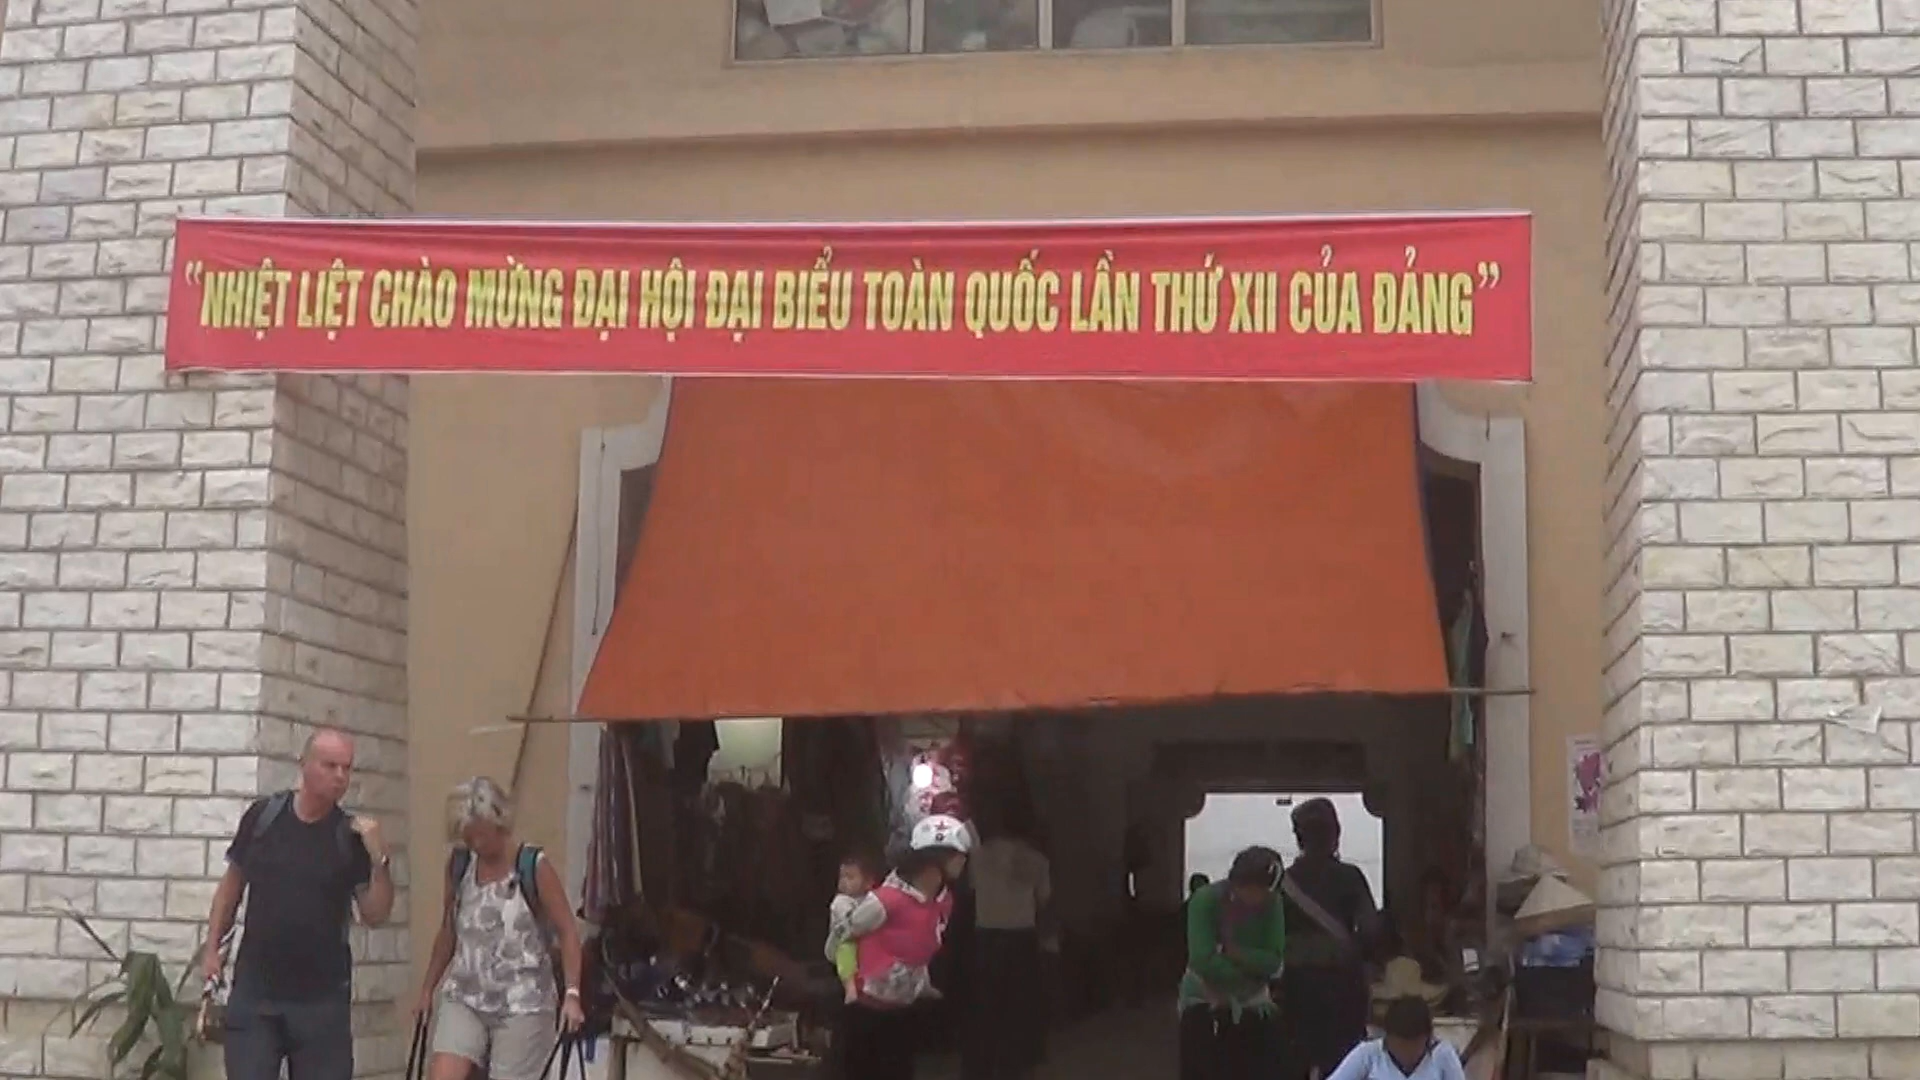 “NHIỆT LIỆT CHÀO MỪNG ĐẠI HỘI ĐẠI BIỂU TOÀN QUỐC LẦN THỨ XII CỦA ĐẢNG”